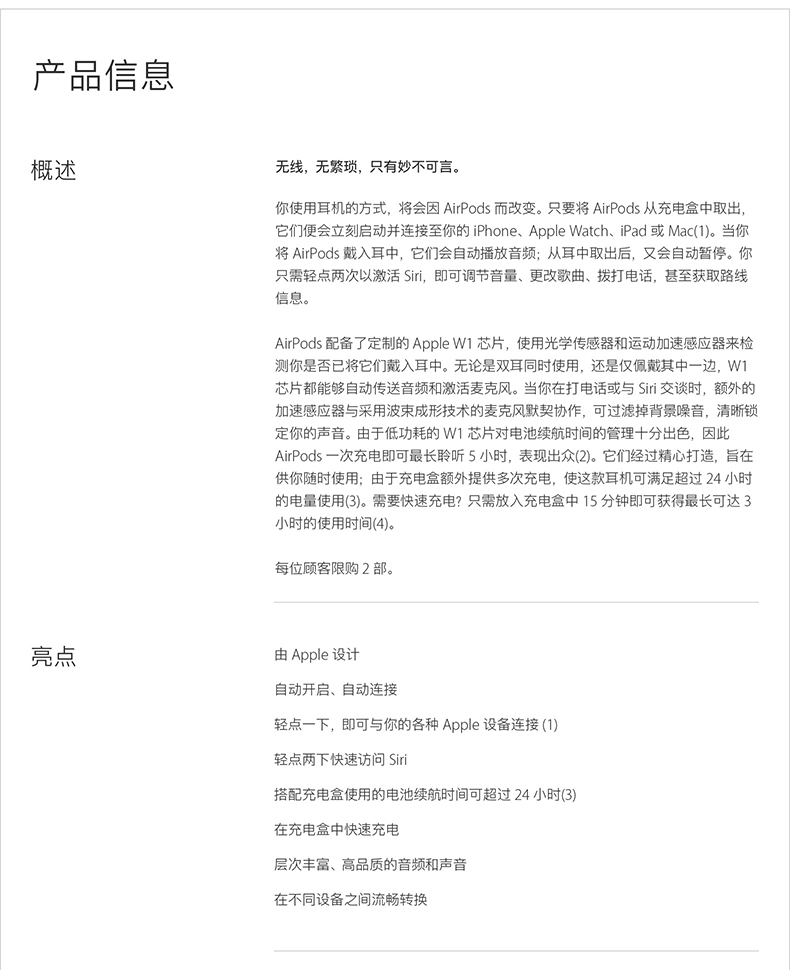 产品信息
概述
无线，无繁琐，只有妙不可言。
你使用耳机的方式，将会因 AirPods 而改变。只要将 AirPods 从充电盒中取出，
它们便会立刻启动并连接至你的 iPhone、Apple Watch、iPad 或 Mac(1)。当你
将 AirPods 戴入耳中，它们会自动播放音频；从耳中取出后，又会自动暂停。你
只需轻点两次以激活 Siri，即可调节音量、更改歌曲、拨打电话，甚至获取路线
信息。
AirPods 配备了定制的 Apple W1 芯片，使用光学传感器和运动加速感应器来检
测你是否已将它们戴入耳中。无论是双耳同时使用，还是仅佩戴其中一边，W1
芯片都能够自动传送音频和激活麦克风。当你在打电话或与 Siri 交谈时，额外的
加速感应器与采用波束成形技术的麦克风默契协作，可过滤掉背景噪音，清晰锁
定你的声音。由于低功耗的 W1 芯片对电池续航时间的管理十分出色，因此
AirPods 一次充电即可最长聆听 5 小时，表现出众(2)。它们经过精心打造，旨在
供你随时使用；由于充电盒额外提供多次充电，使这款耳机可满足超过 24 小时
的电量使用(3)。需要快速充电？只需放入充电盒中 15 分钟即可获得最长可达 3
小时的使用时间(4)。
每位顾客限购 2 部。
亮点
由 Apple 设计
自动开启、自动连接
轻点一下，即可与你的各种 Apple 设备连接 (1)
轻点两下快速访问 Siri
搭配充电盒使用的电池续航时间可超过 24 小时(3)
在充电盒中快速充电
层次丰富、高品质的音频和声音
在不同设备之间流畅转换